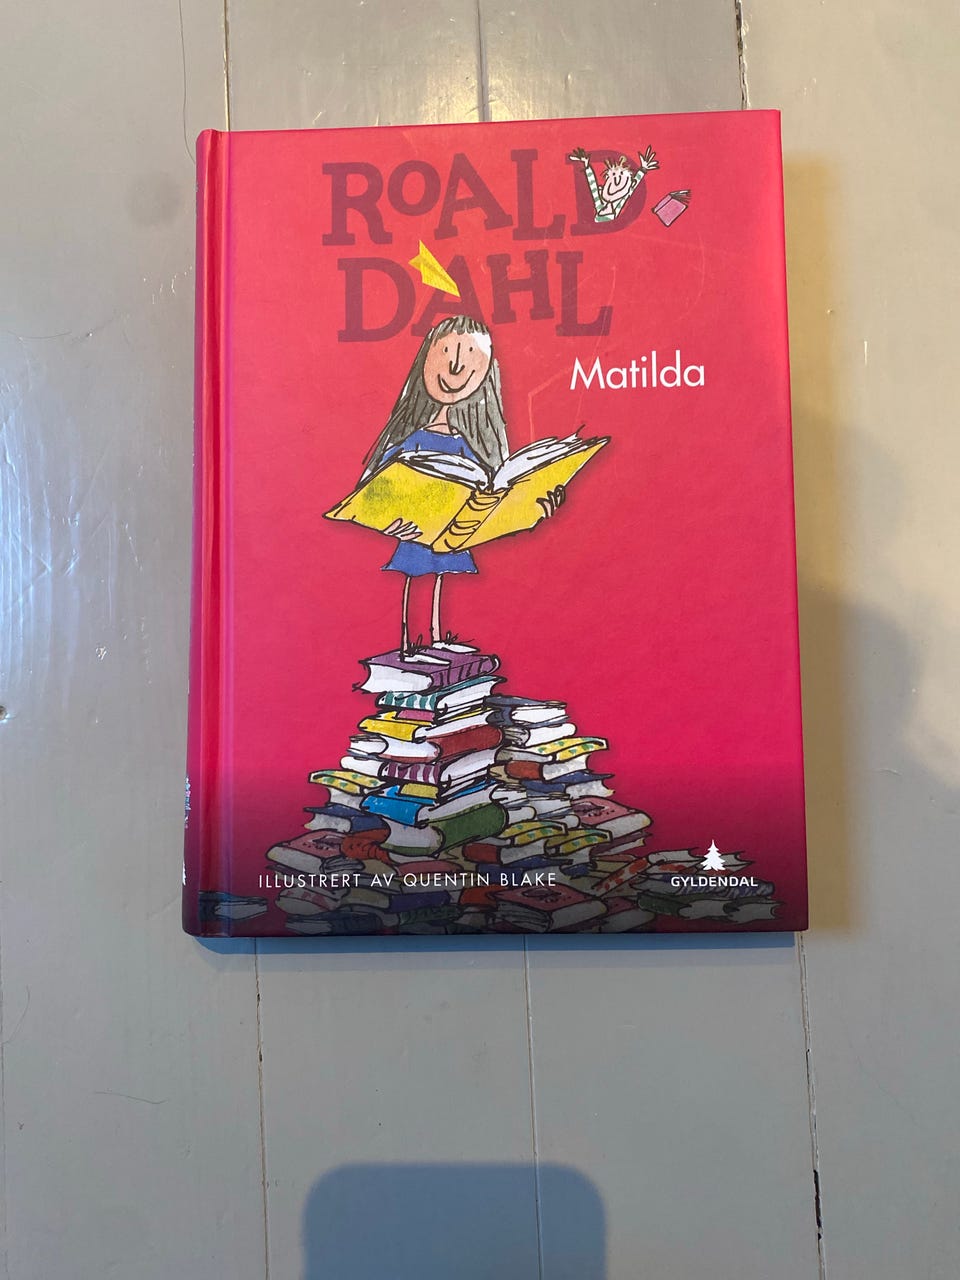 ROALD
DAHL
Matilda
ILLUSTRERT AV QUENTIN BLAKE
GYLDENDAL